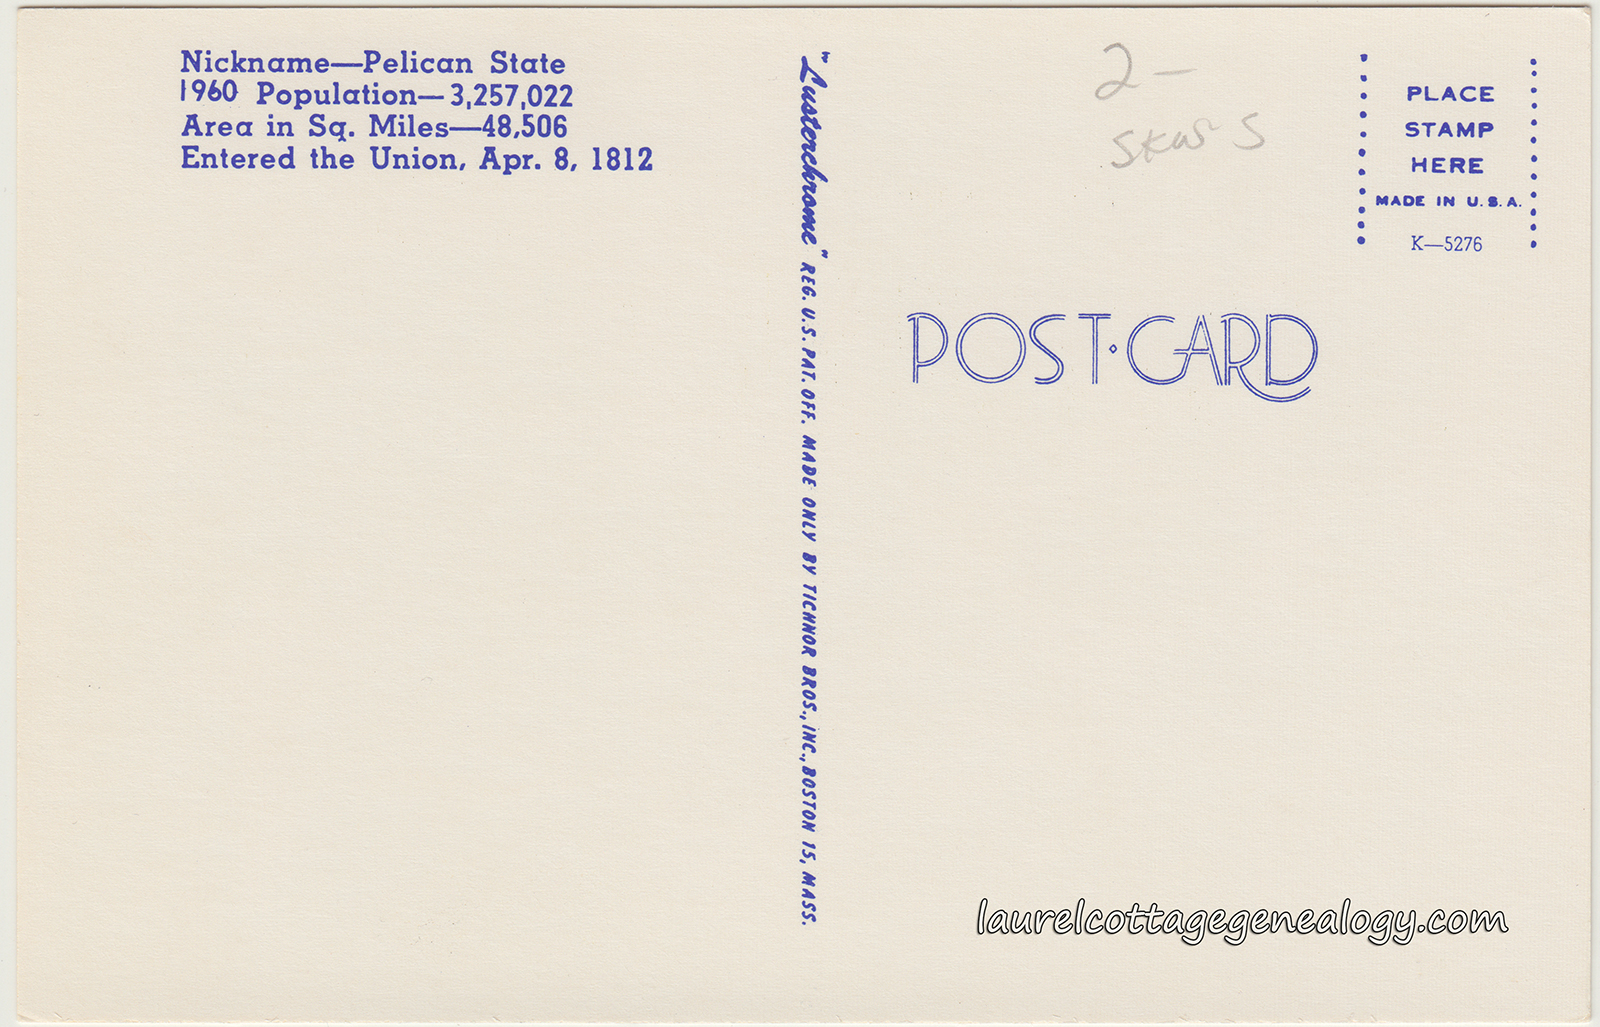 Nickname—Pelican State
1960 Population—3,257,022
Area in Sq. Miles—48,506
Entered the Union, Apr. 8, 1812
"Lusterchrome" REG. U.S. PAT. OFF. MADE ONLY BY TICHNOR BROS., INC., BOSTON 15, MASS.
2—
PLACE
STAMP
HERE
MADE IN U.S.A.
K—5276
POST·CARD
laurelcottagegenealogy.com